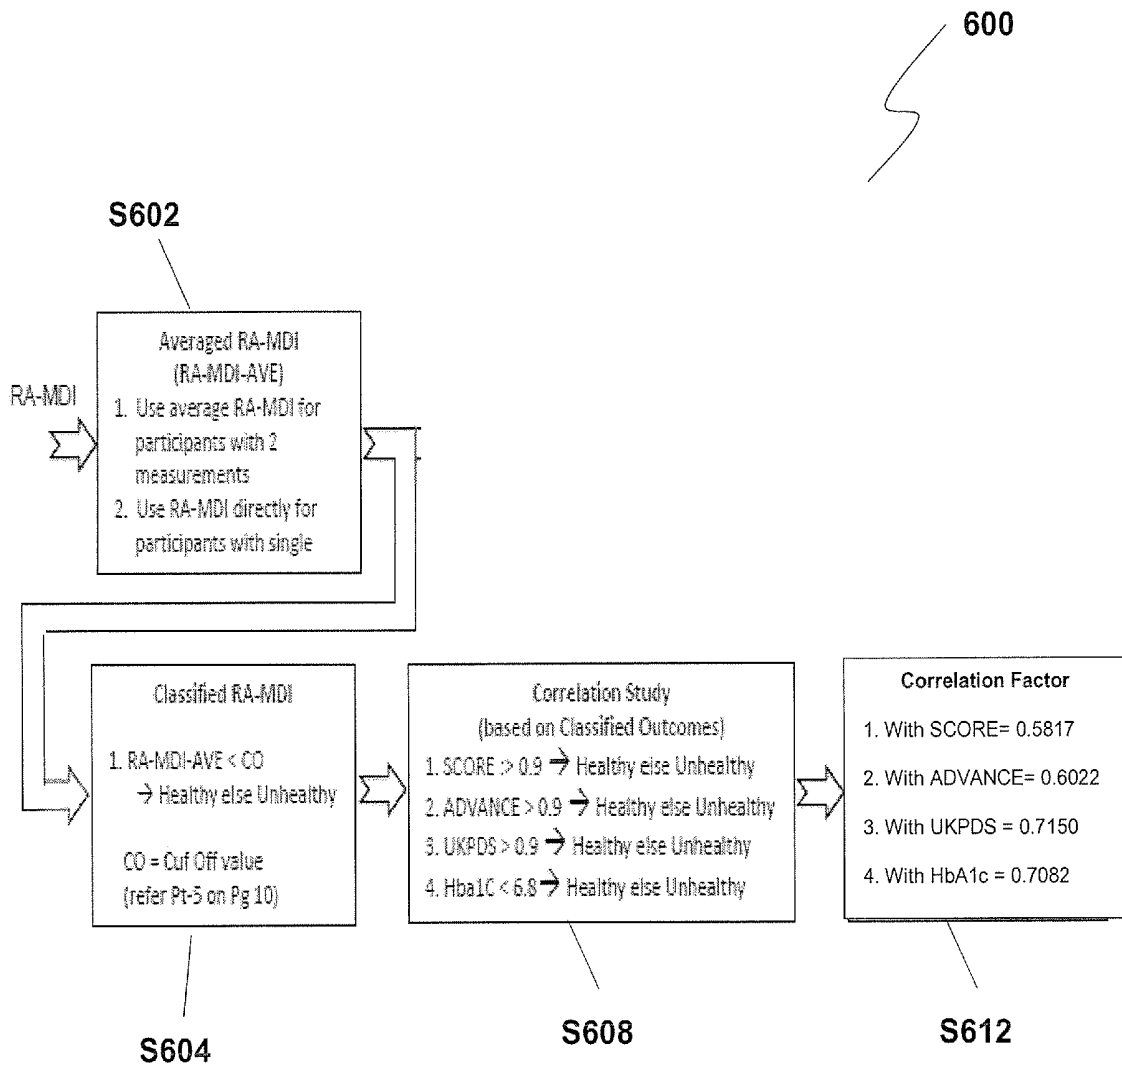 600
S602
RA-MDI
Averaged RA-MDI
(RA-MDI-AVE)
1. Use average RA-MDI for
participants with 2
measurements
2. Use RA-MDI directly for
participants with single
Classified RA-MDI
1. RA-MDI-AVE < CO
→ Healthy else Unhealthy
CO = Cuf Off value
(refer Pt-5 on Pg 10)
S604
Correlation Study
(based on Classified Outcomes)
1. SCORE > 0.9 → Healthy else Unhealthy
2. ADVANCE > 0.9 → Healthy else Unhealthy
3. UKPDS > 0.9 → Healthy else Unhealthy
4. Hba1C < 6.8 → Healthy else Unhealthy
S608
Correlation Factor
1. With SCORE= 0.5817
2. With ADVANCE= 0.6022
3. With UKPDS = 0.7150
4. With HbA1c = 0.7082
S612